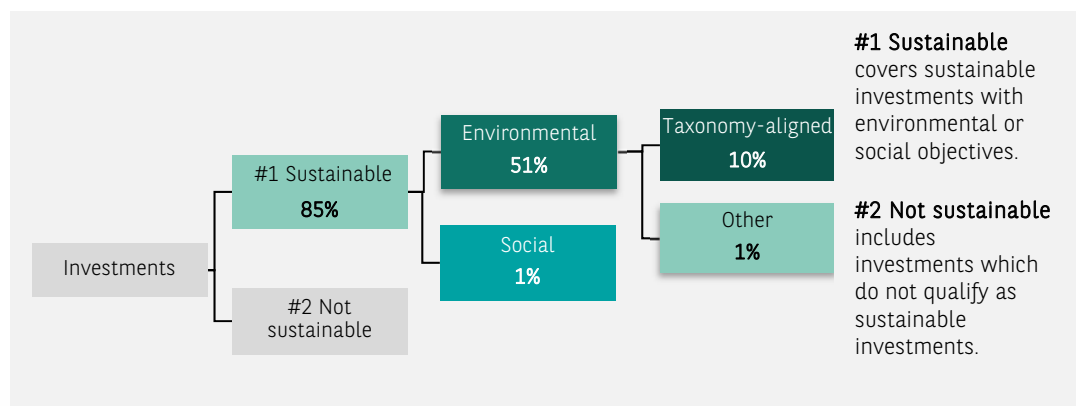 Investments
#1 Sustainable
85%
#2 Not
sustainable
Environmental
51%
Social
1%
Taxonomy-aligned
10%
Other
1%
#1 Sustainable
covers sustainable
investments with
environmental or
social objectives.
#2 Not sustainable
includes
investments which
do not qualify as
sustainable
investments.